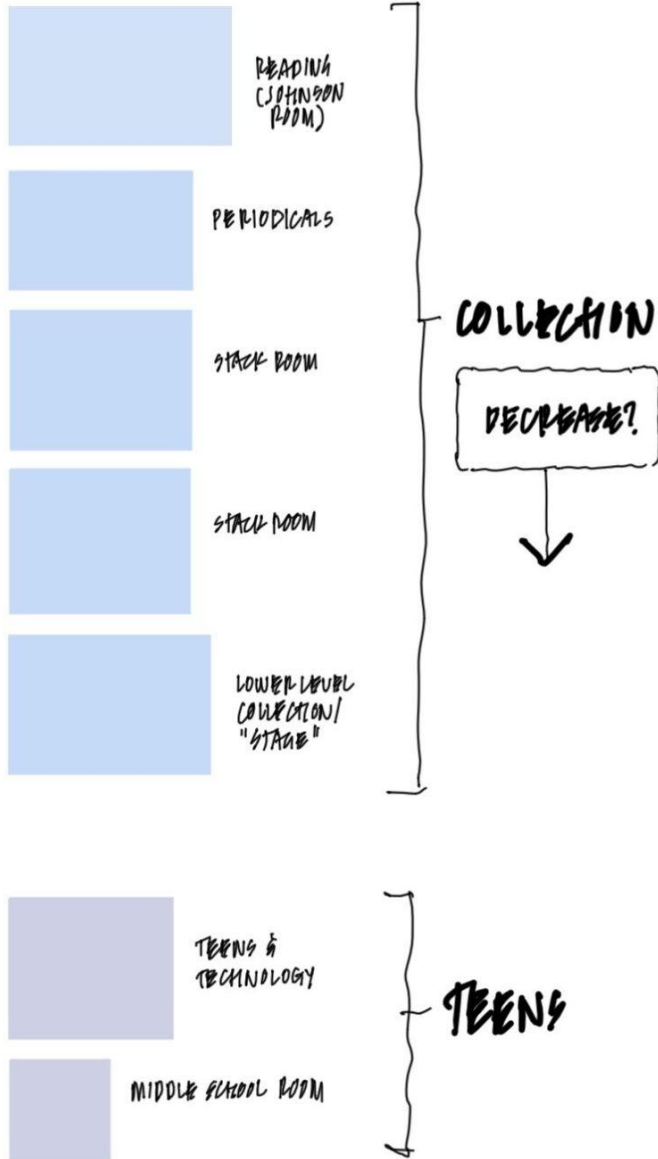 READING
(JOHNSON
ROOM)
PERIODICALS
STACK ROOM
COLLECTION
DECREASE?
STACK ROOM
LOWER LEVEL
COLLECTION/
"STAGE"
TEENS &
TECHNOLOGY
TEENS
MIDDLE SCHOOL ROOM